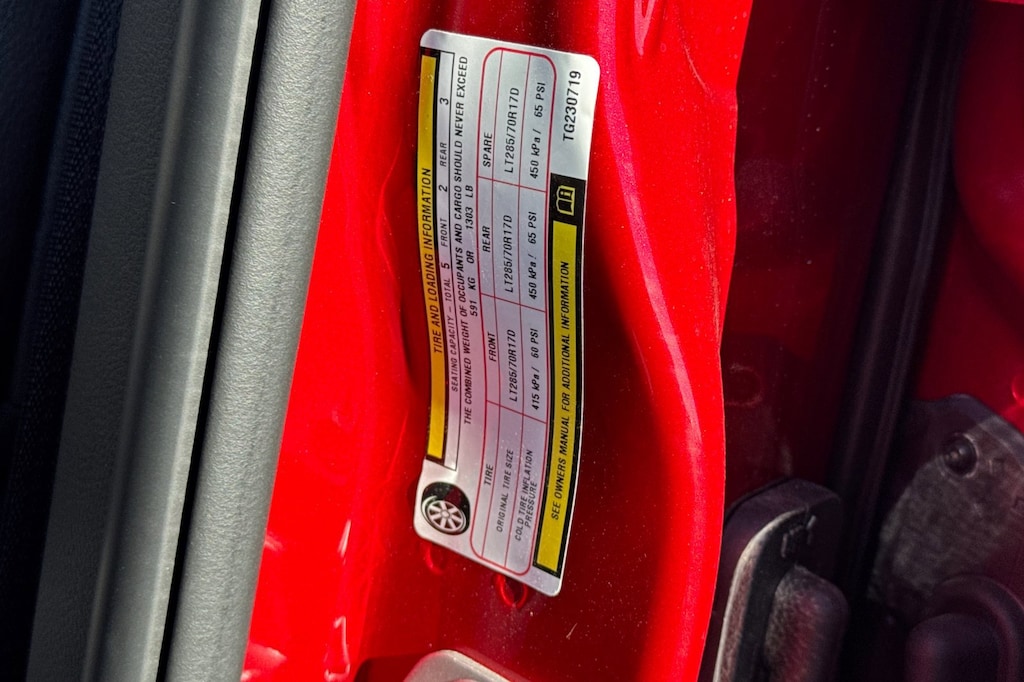 TIRE AND LOADING INFORMATION
SEATING CAPACITY - TOTAL 5 FRONT 2 REAR 3
THE COMBINED WEIGHT OF OCCUPANTS AND CARGO SHOULD NEVER EXCEED
591 KG OR 1303 LB
TIRE FRONT REAR SPARE
ORIGINAL TIRE SIZE LT285/70R17D LT285/70R17D LT285/70R17D
COLD TIRE INFLATION
PRESSURE 415 kPa / 60 PSI 450 kPa / 65 PSI 450 kPa / 65 PSI
SEE OWNERS MANUAL FOR ADDITIONAL INFORMATION
TG230719